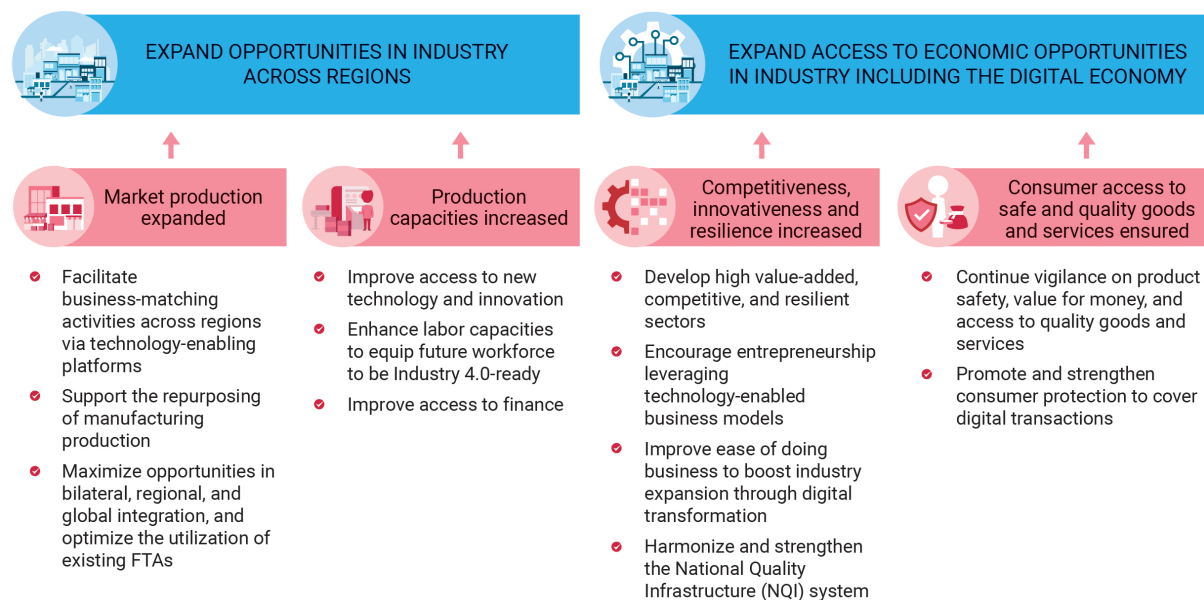 EXPAND OPPORTUNITIES IN INDUSTRY
ACROSS REGIONS
EXPAND ACCESS TO ECONOMIC OPPORTUNITIES
IN INDUSTRY INCLUDING THE DIGITAL ECONOMY
Market production
expanded
Facilitate
business-matching
activities across regions
via technology-enabling
platforms
Support the repurposing
of manufacturing
production
Maximize opportunities in
bilateral, regional, and
global integration, and
optimize the utilization of
existing FTAs
Production
capacities increased
Improve access to new
technology and innovation
Enhance labor capacities
to equip future workforce
to be Industry 4.0-ready
Improve access to finance
Competitiveness,
innovativeness and
resilience increased
Develop high value-added,
competitive, and resilient
sectors
Encourage entrepreneurship
leveraging
technology-enabled
business models
Improve ease of doing
business to boost industry
expansion through digital
transformation
Harmonize and strengthen
the National Quality
Infrastructure (NQI) system
Consumer access to
safe and quality goods
and services ensured
Continue vigilance on product
safety, value for money, and
access to quality goods and
services
Promote and strengthen
consumer protection to cover
digital transactions